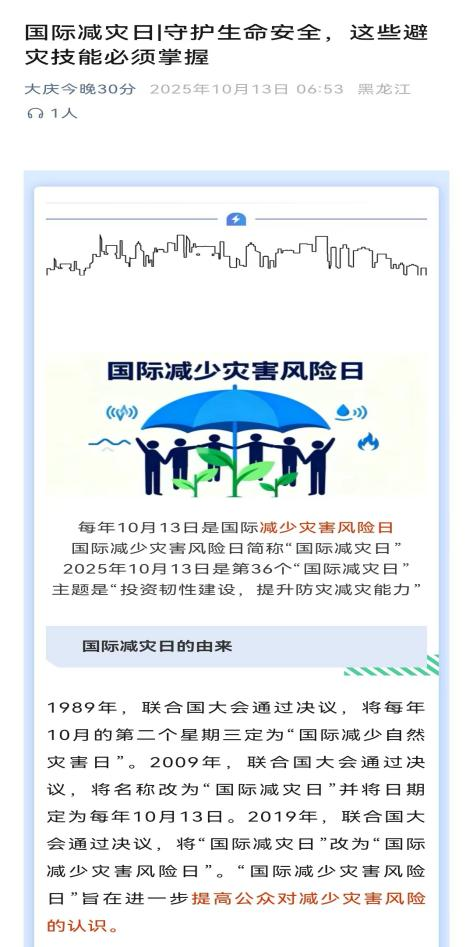 国际减灾日|守护生命安全，这些避
灾技能必须掌握
大庆今晚30分 2025年10月13日 06:53 黑龙江
1人
国际减少灾害风险日
每年10月13日是国际减少灾害风险日
国际减少灾害风险日简称“国际减灾日”
2025年10月13日是第36个“国际减灾日”
主题是“投资韧性建设，提升防灾减灾能力”
国际减灾日的由来
1989年，联合国大会通过决议，将每年
10月的第二个星期三定为“国际减少自然
灾害日”。2009年，联合国大会通过决
议，将名称改为“国际减灾日”并将日期
定为每年10月13日。2019年，联合国大
会通过决议，将“国际减灾日”改为“国际
减少灾害风险日”。“国际减少灾害风险
日”旨在进一步提高公众对减少灾害风险
的认识。